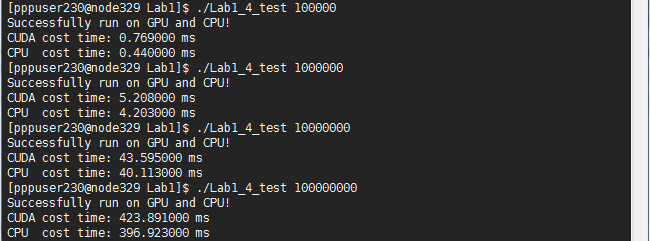 [pppuser230@node329 Lab1]$ ./Lab1_4_test 100000
Successfully run on GPU and CPU!
CUDA cost time: 0.769000 ms
CPU  cost time: 0.440000 ms
[pppuser230@node329 Lab1]$ ./Lab1_4_test 1000000
Successfully run on GPU and CPU!
CUDA cost time: 5.208000 ms
CPU  cost time: 4.203000 ms
[pppuser230@node329 Lab1]$ ./Lab1_4_test 10000000
Successfully run on GPU and CPU!
CUDA cost time: 43.595000 ms
CPU  cost time: 40.113000 ms
[pppuser230@node329 Lab1]$ ./Lab1_4_test 100000000
Successfully run on GPU and CPU!
CUDA cost time: 423.891000 ms
CPU  cost time: 396.923000 ms